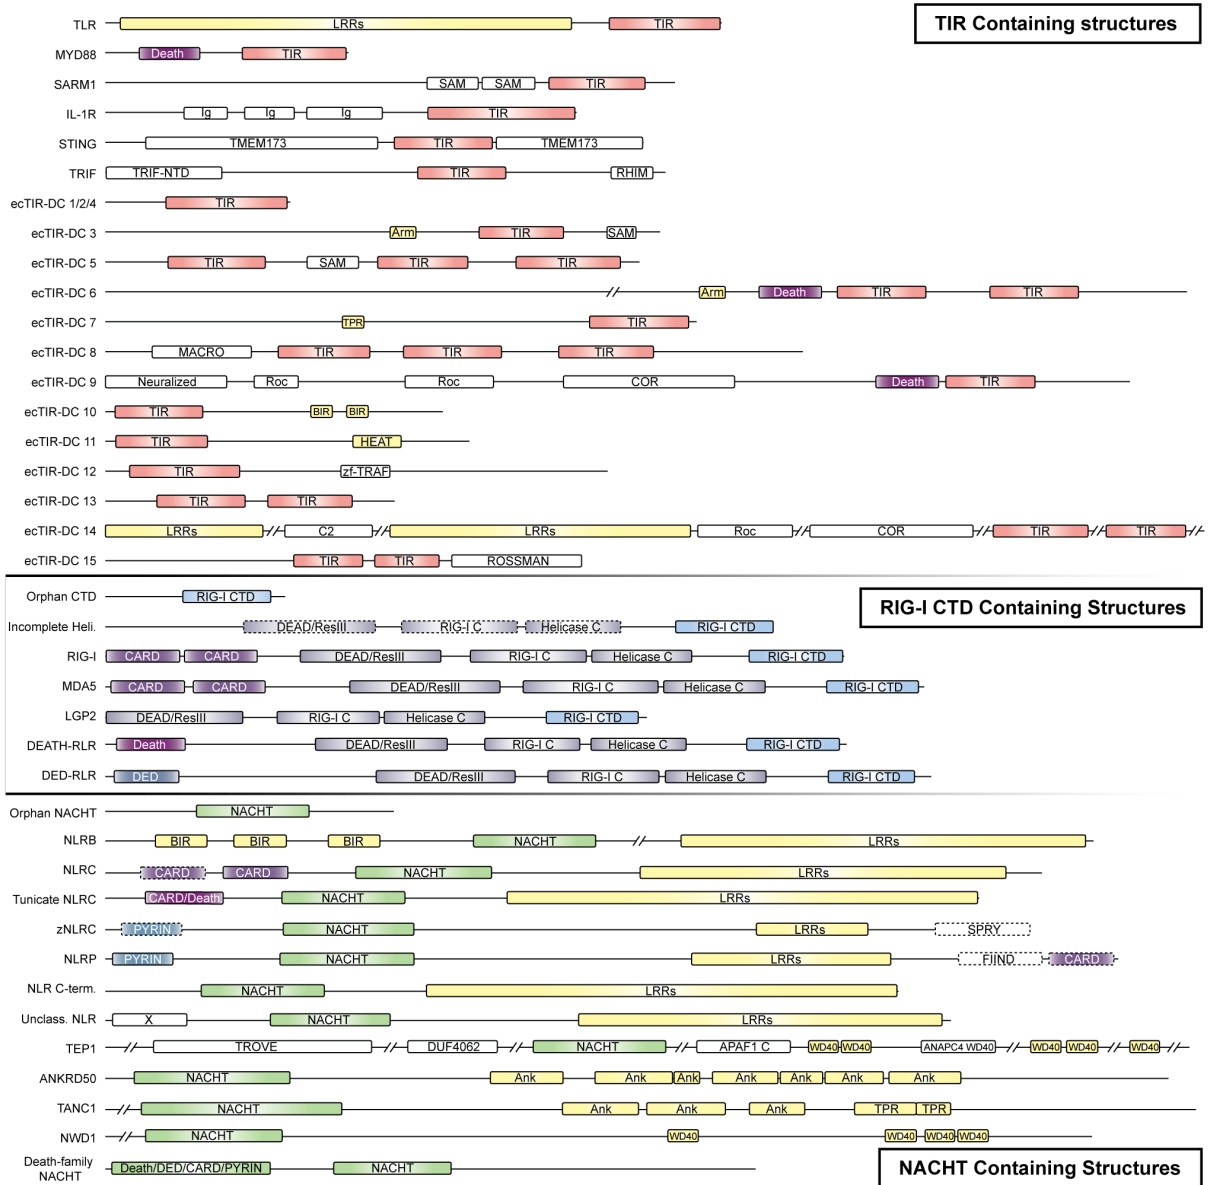 TIR Containing structures
TLR LRRs TIR
MYD88 Death TIR
SARM1 SAM SAM TIR
IL-1R Ig Ig Ig TIR
STING TMEM173 TIR TMEM173
TRIF TRIF-NTD TIR RHIM
ecTIR-DC 1/2/4 TIR
ecTIR-DC 3 Arm TIR SAM
ecTIR-DC 5 TIR SAM TIR TIR
ecTIR-DC 6 Arm Death TIR TIR
ecTIR-DC 7 TPR TIR
ecTIR-DC 8 MACRO TIR TIR TIR
ecTIR-DC 9 Neuralized Roc Roc COR Death TIR
ecTIR-DC 10 TIR BIR BIR
ecTIR-DC 11 TIR HEAT
ecTIR-DC 12 TIR zf-TRAF
ecTIR-DC 13 TIR TIR
ecTIR-DC 14 LRRs C2 LRRs Roc COR TIR TIR
ecTIR-DC 15 TIR TIR ROSSMAN
RIG-I CTD Containing Structures
Orphan CTD RIG-I CTD
Incomplete Heli. DEAD/ResIII RIG-I C Helicase C RIG-I CTD
RIG-I CARD CARD DEAD/ResIII RIG-I C Helicase C RIG-I CTD
MDA5 CARD CARD DEAD/ResIII RIG-I C Helicase C RIG-I CTD
LGP2 DEAD/ResIII RIG-I C Helicase C RIG-I CTD
DEATH-RLR Death DEAD/ResIII RIG-I C Helicase C RIG-I CTD
DED-RLR DED DEAD/ResIII RIG-I C Helicase C RIG-I CTD
Orphan NACHT NACHT
NLRB BIR BIR BIR NACHT LRRs
NLRC CARD CARD NACHT LRRs
Tunicate NLRC CARD/Death NACHT LRRs
zNLRC PYRIN NACHT LRRs SPRY
NLRP PYRIN NACHT LRRs FIIND CARD
NLR C-term. NACHT LRRs
Unclass. NLR X NACHT LRRs
TEP1 TROVE DUF4062 NACHT APAF1 C WD40 WD40 ANAPC4 WD40 WD40 WD40 WD40
ANKRD50 NACHT Ank Ank Ank Ank Ank Ank Ank
TANC1 NACHT Ank Ank Ank TPR TPR
NWD1 NACHT WD40 WD40 WD40 WD40
Death-family
NACHT Death/DED/CARD/PYRIN NACHT
NACHT Containing Structures